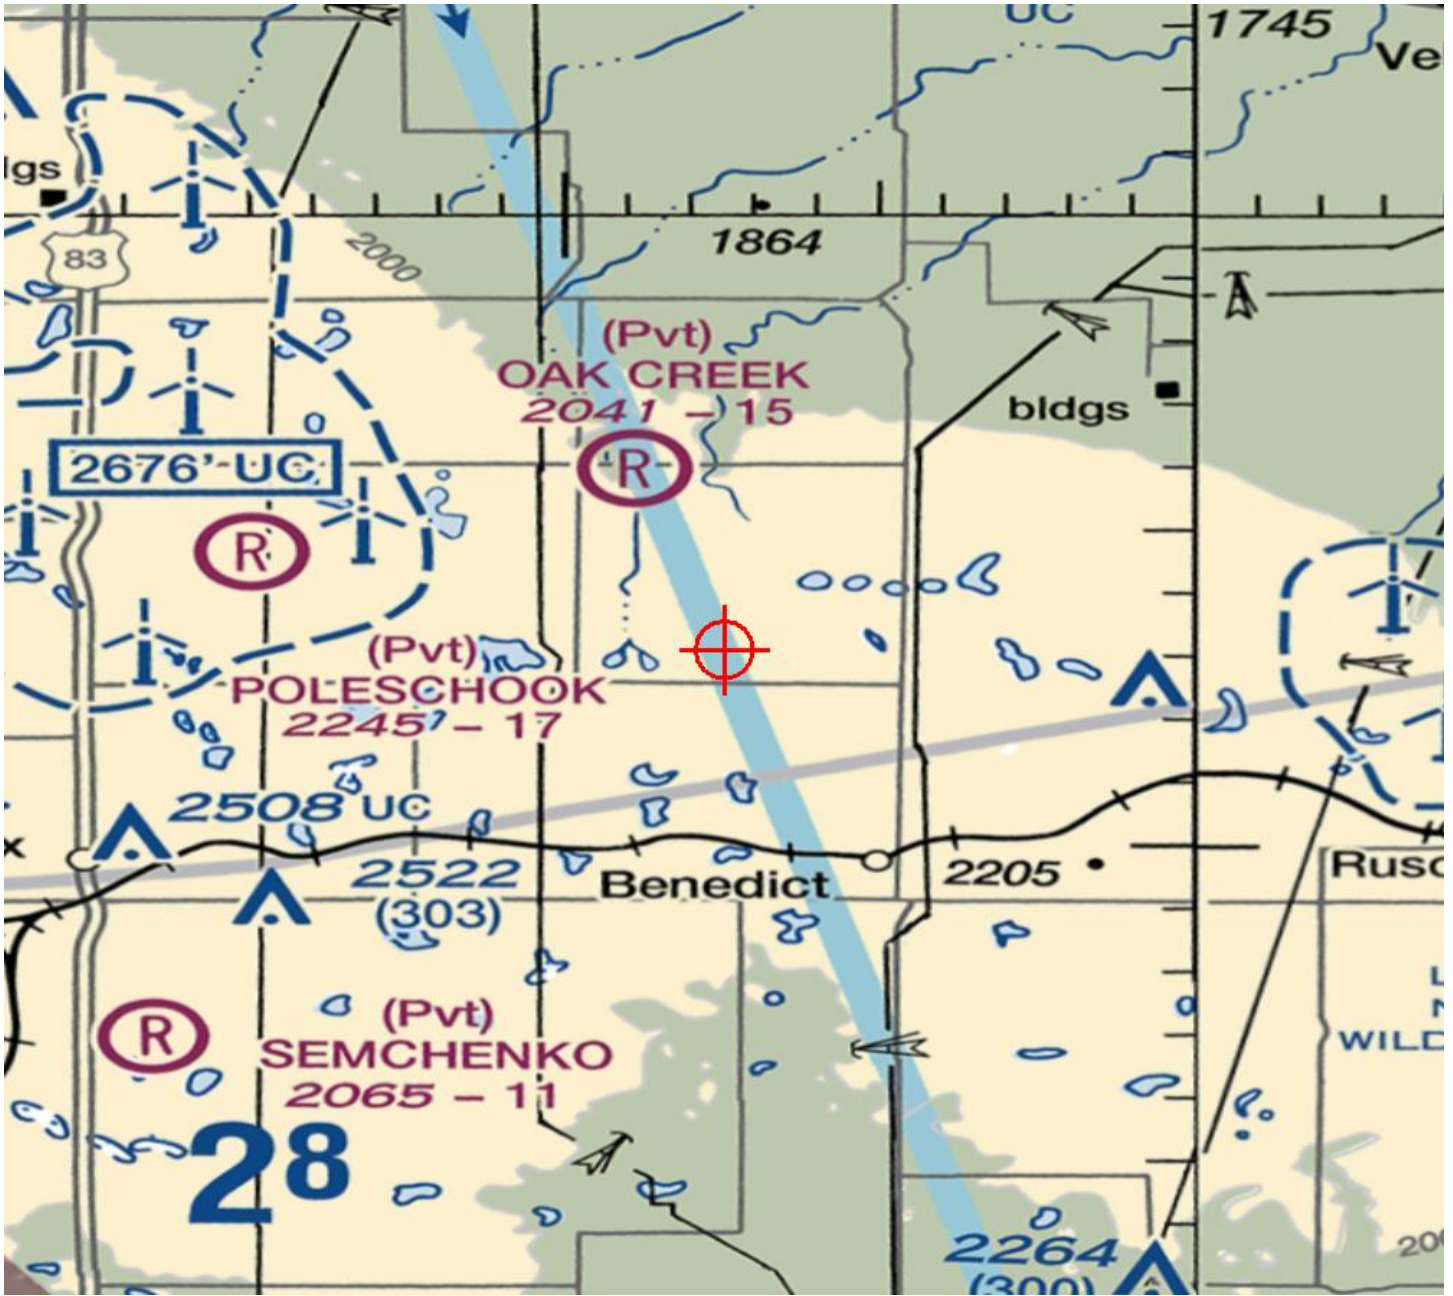 UC
1745
Ve
lgs
83
2000
1864
(Pvt)
OAK CREEK
2041 - 15
R
bldgs
2676' UC
R
(Pvt)
POLESCHOOK
2245 - 17
2508 UC
x
2522
(303)
Benedict
2205
Rusc
(Pvt)
SEMCHENKO
2065 - 11
R
28
L
N
WILD
2264
(300)
200